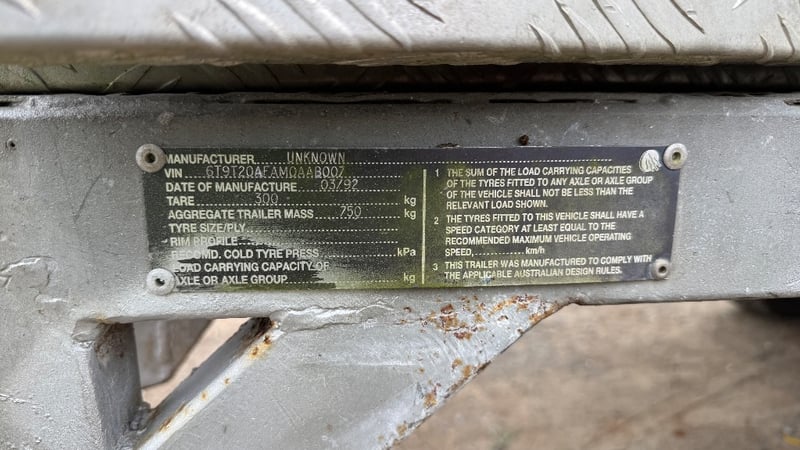 MANUFACTURER UNKNOWN
VIN 6T9T20AFAM0AAB007
DATE OF MANUFACTURE 03/92
TARE 300 kg
AGGREGATE TRAILER MASS 750 kg
TYRE SIZE/PLY
RIM PROFILE
RECOMD. COLD TYRE PRESS kPa
LOAD CARRYING CAPACITY OF
AXLE OR AXLE GROUP kg
1 THE SUM OF THE LOAD CARRYING CAPACITIES
OF THE TYRES FITTED TO ANY AXLE OR AXLE GROUP
OF THE VEHICLE SHALL NOT BE LESS THAN THE
RELEVANT LOAD SHOWN.
2 THE TYRES FITTED TO THIS VEHICLE SHALL HAVE A
SPEED CATEGORY AT LEAST EQUAL TO THE
RECOMMENDED MAXIMUM VEHICLE OPERATING
SPEED, km/h
3 THIS TRAILER WAS MANUFACTURED TO COMPLY WITH
THE APPLICABLE AUSTRALIAN DESIGN RULES.